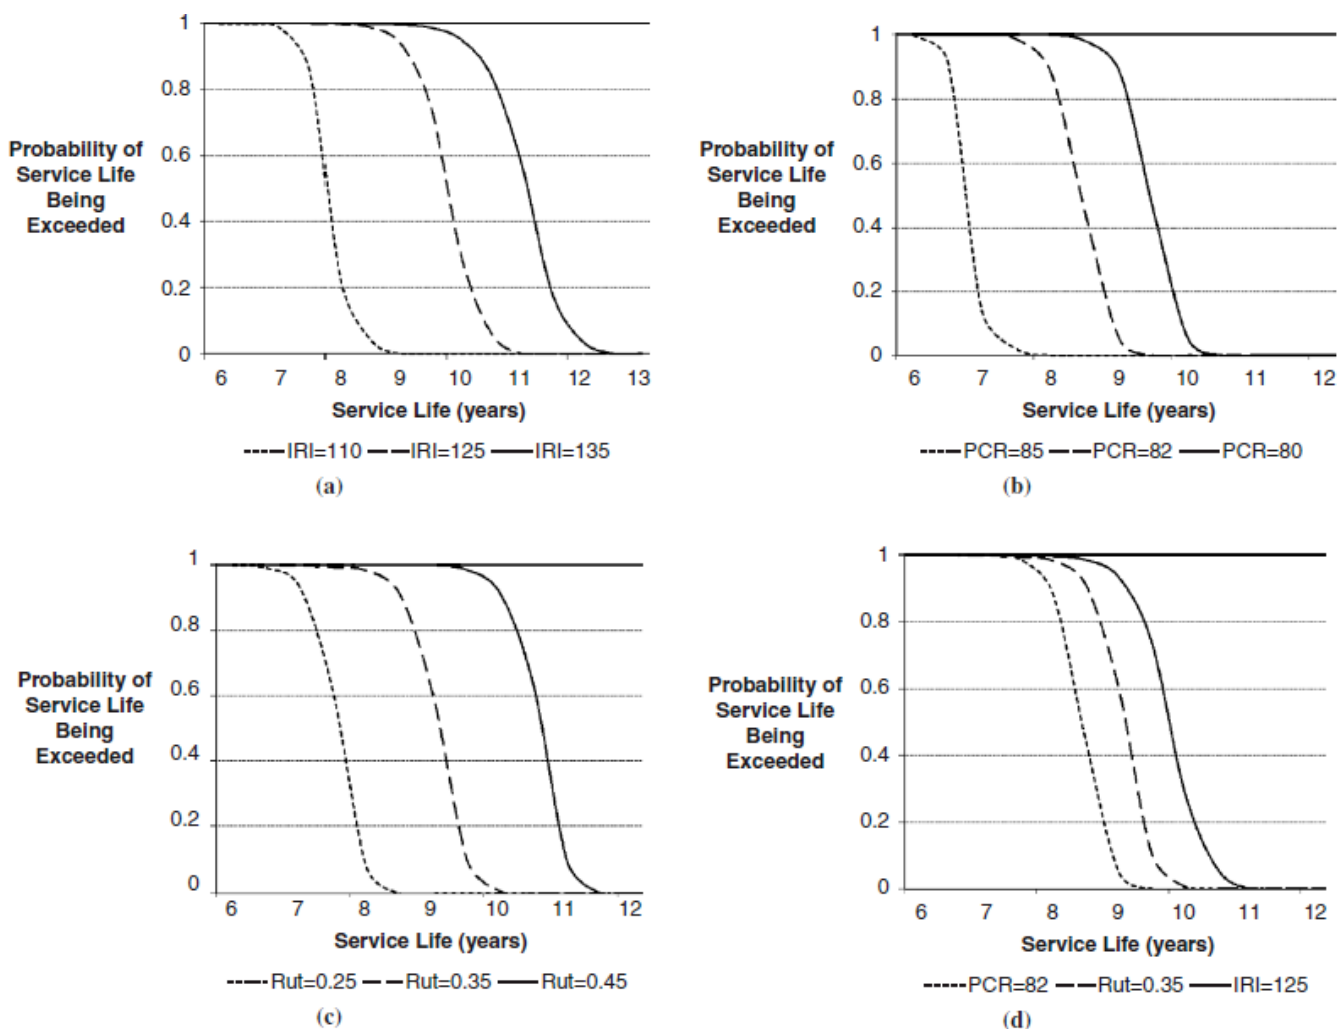 1
0.8
Probability of
Service Life
Being
Exceeded
0.6
0.4
0.2
0
6 7 8 9 10 11 12 13
Service Life (years)
IRI=110 IRI=125 IRI=135
(a)
1
0.8
Probability of
Service Life
Being
Exceeded
0.6
0.4
0.2
0
6 7 8 9 10 11 12
Service Life (years)
PCR=85 PCR=82 PCR=80
(b)
1
0.8
Probability of
Service Life
Being
Exceeded
0.6
0.4
0.2
0
6 7 8 9 10 11 12
Service Life (years)
Rut=0.25 Rut=0.35 Rut=0.45
(c)
1
0.8
Probability of
Service Life
Being
Exceeded
0.6
0.4
0.2
0
6 7 8 9 10 11 12
Service Life (years)
PCR=82 Rut=0.35 IRI=125
(d)